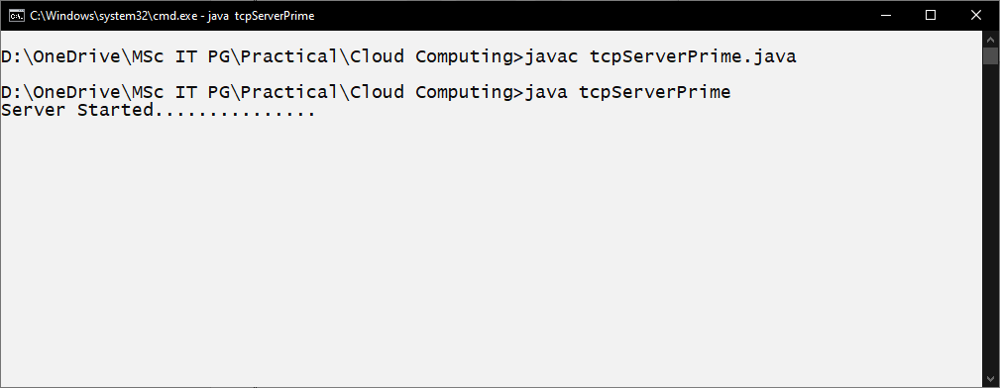 C:\Windows\system32\cmd.exe - java  tcpServerPrime
D:\OneDrive\MSc IT PG\Practical\Cloud Computing>javac tcpServerPrime.java
D:\OneDrive\MSc IT PG\Practical\Cloud Computing>java tcpServerPrime
Server Started...............